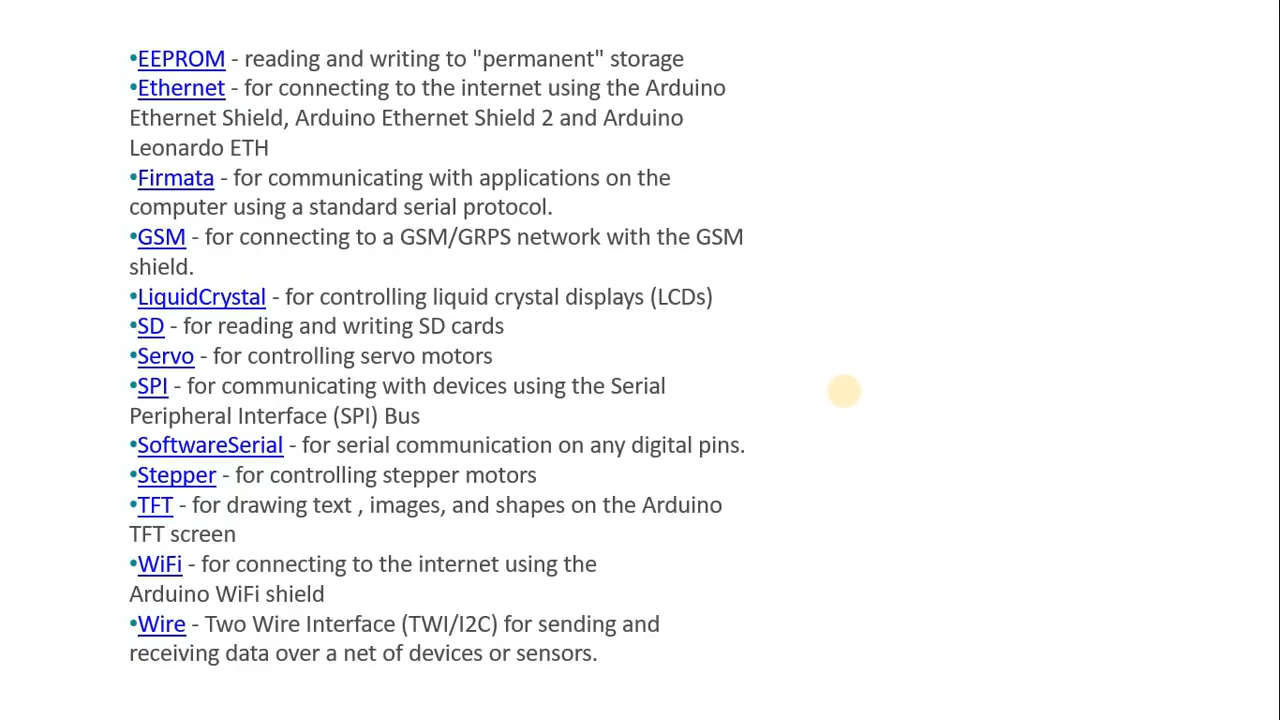 •EEPROM - reading and writing to "permanent" storage
•Ethernet - for connecting to the internet using the Arduino
Ethernet Shield, Arduino Ethernet Shield 2 and Arduino
Leonardo ETH
•Firmata - for communicating with applications on the
computer using a standard serial protocol.
•GSM - for connecting to a GSM/GRPS network with the GSM
shield.
•LiquidCrystal - for controlling liquid crystal displays (LCDs)
•SD - for reading and writing SD cards
•Servo - for controlling servo motors
•SPI - for communicating with devices using the Serial
Peripheral Interface (SPI) Bus
•SoftwareSerial - for serial communication on any digital pins.
•Stepper - for controlling stepper motors
•TFT - for drawing text , images, and shapes on the Arduino
TFT screen
•WiFi - for connecting to the internet using the
Arduino WiFi shield
•Wire - Two Wire Interface (TWI/I2C) for sending and
receiving data over a net of devices or sensors.